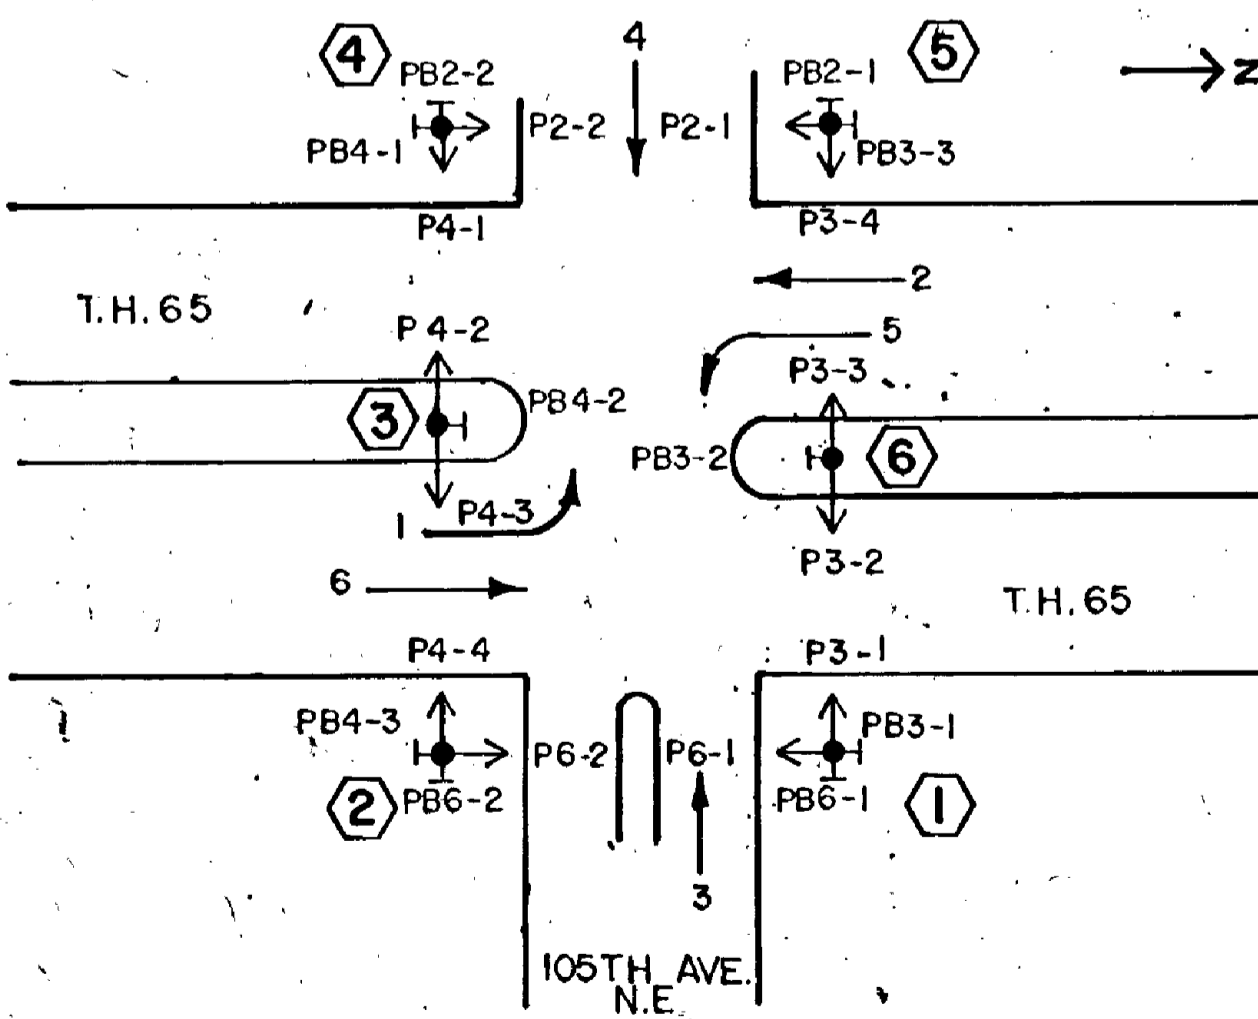 4
4
5
PB2-2
PB2-1
N
P2-2
P2-1
PB4-1
PB3-3
P4-1
P3-4
2
T.H.65
P4-2
5
P3-3
PB4-2
3
PB3-2
6
P4-3
1
P3-2
6
T.H.65
P4-4
P3-1
PB4-3
PB3-1
P6-2
P6-1
2
PB6-2
PB6-1
1
3
105TH AVE.
N.E